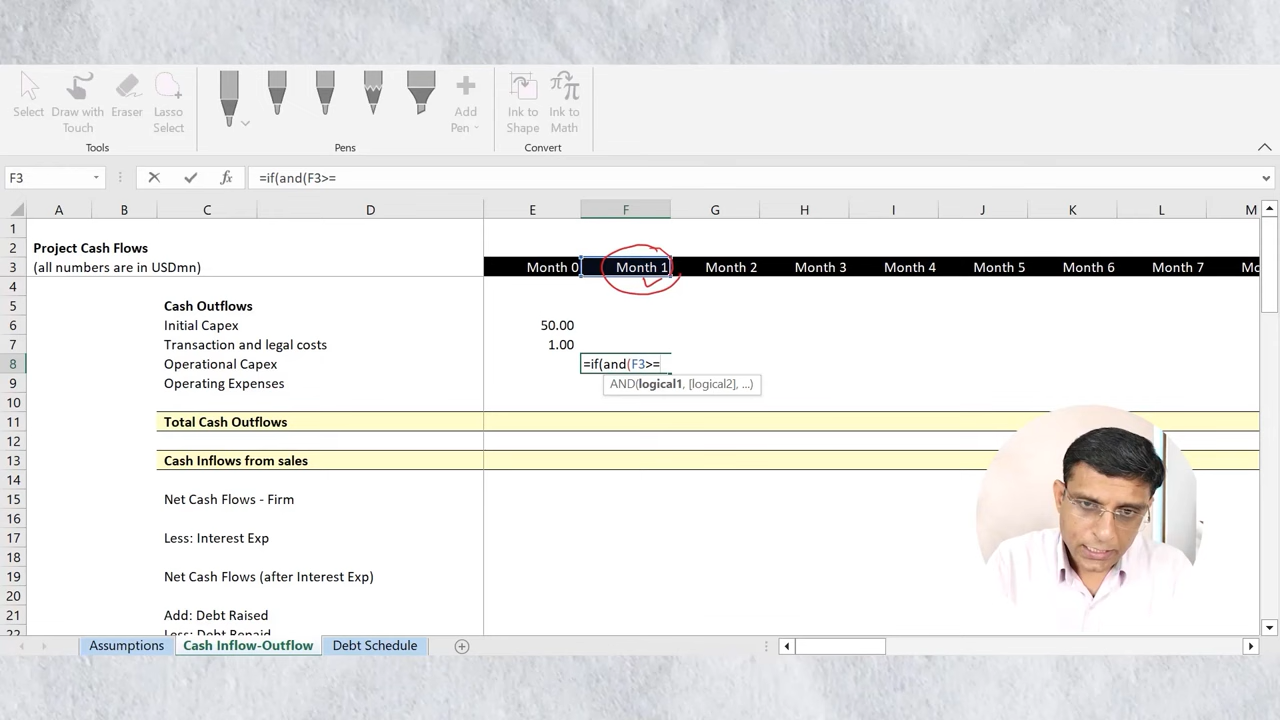 Select Draw with Touch Eraser Lasso Select Add Pen Ink to Shape Ink to Math
Tools Pens Convert
F3 fx =if(and(F3>=
A B C D E F G H I J K L M
1
2 Project Cash Flows
3 (all numbers are in USDmn) Month 0 Month 1 Month 2 Month 3 Month 4 Month 5 Month 6 Month 7 Mo
4
5 Cash Outflows
6 Initial Capex 50.00
7 Transaction and legal costs 1.00
8 Operational Capex =if(and(F3>=
9 Operating Expenses AND(logical1, [logical2], ...)
10
11 Total Cash Outflows
12
13 Cash Inflows from sales
14
15 Net Cash Flows - Firm
16
17 Less: Interest Exp
18
19 Net Cash Flows (after Interest Exp)
20
21 Add: Debt Raised
22 Less: Debt Repaid
Assumptions Cash Inflow-Outflow Debt Schedule